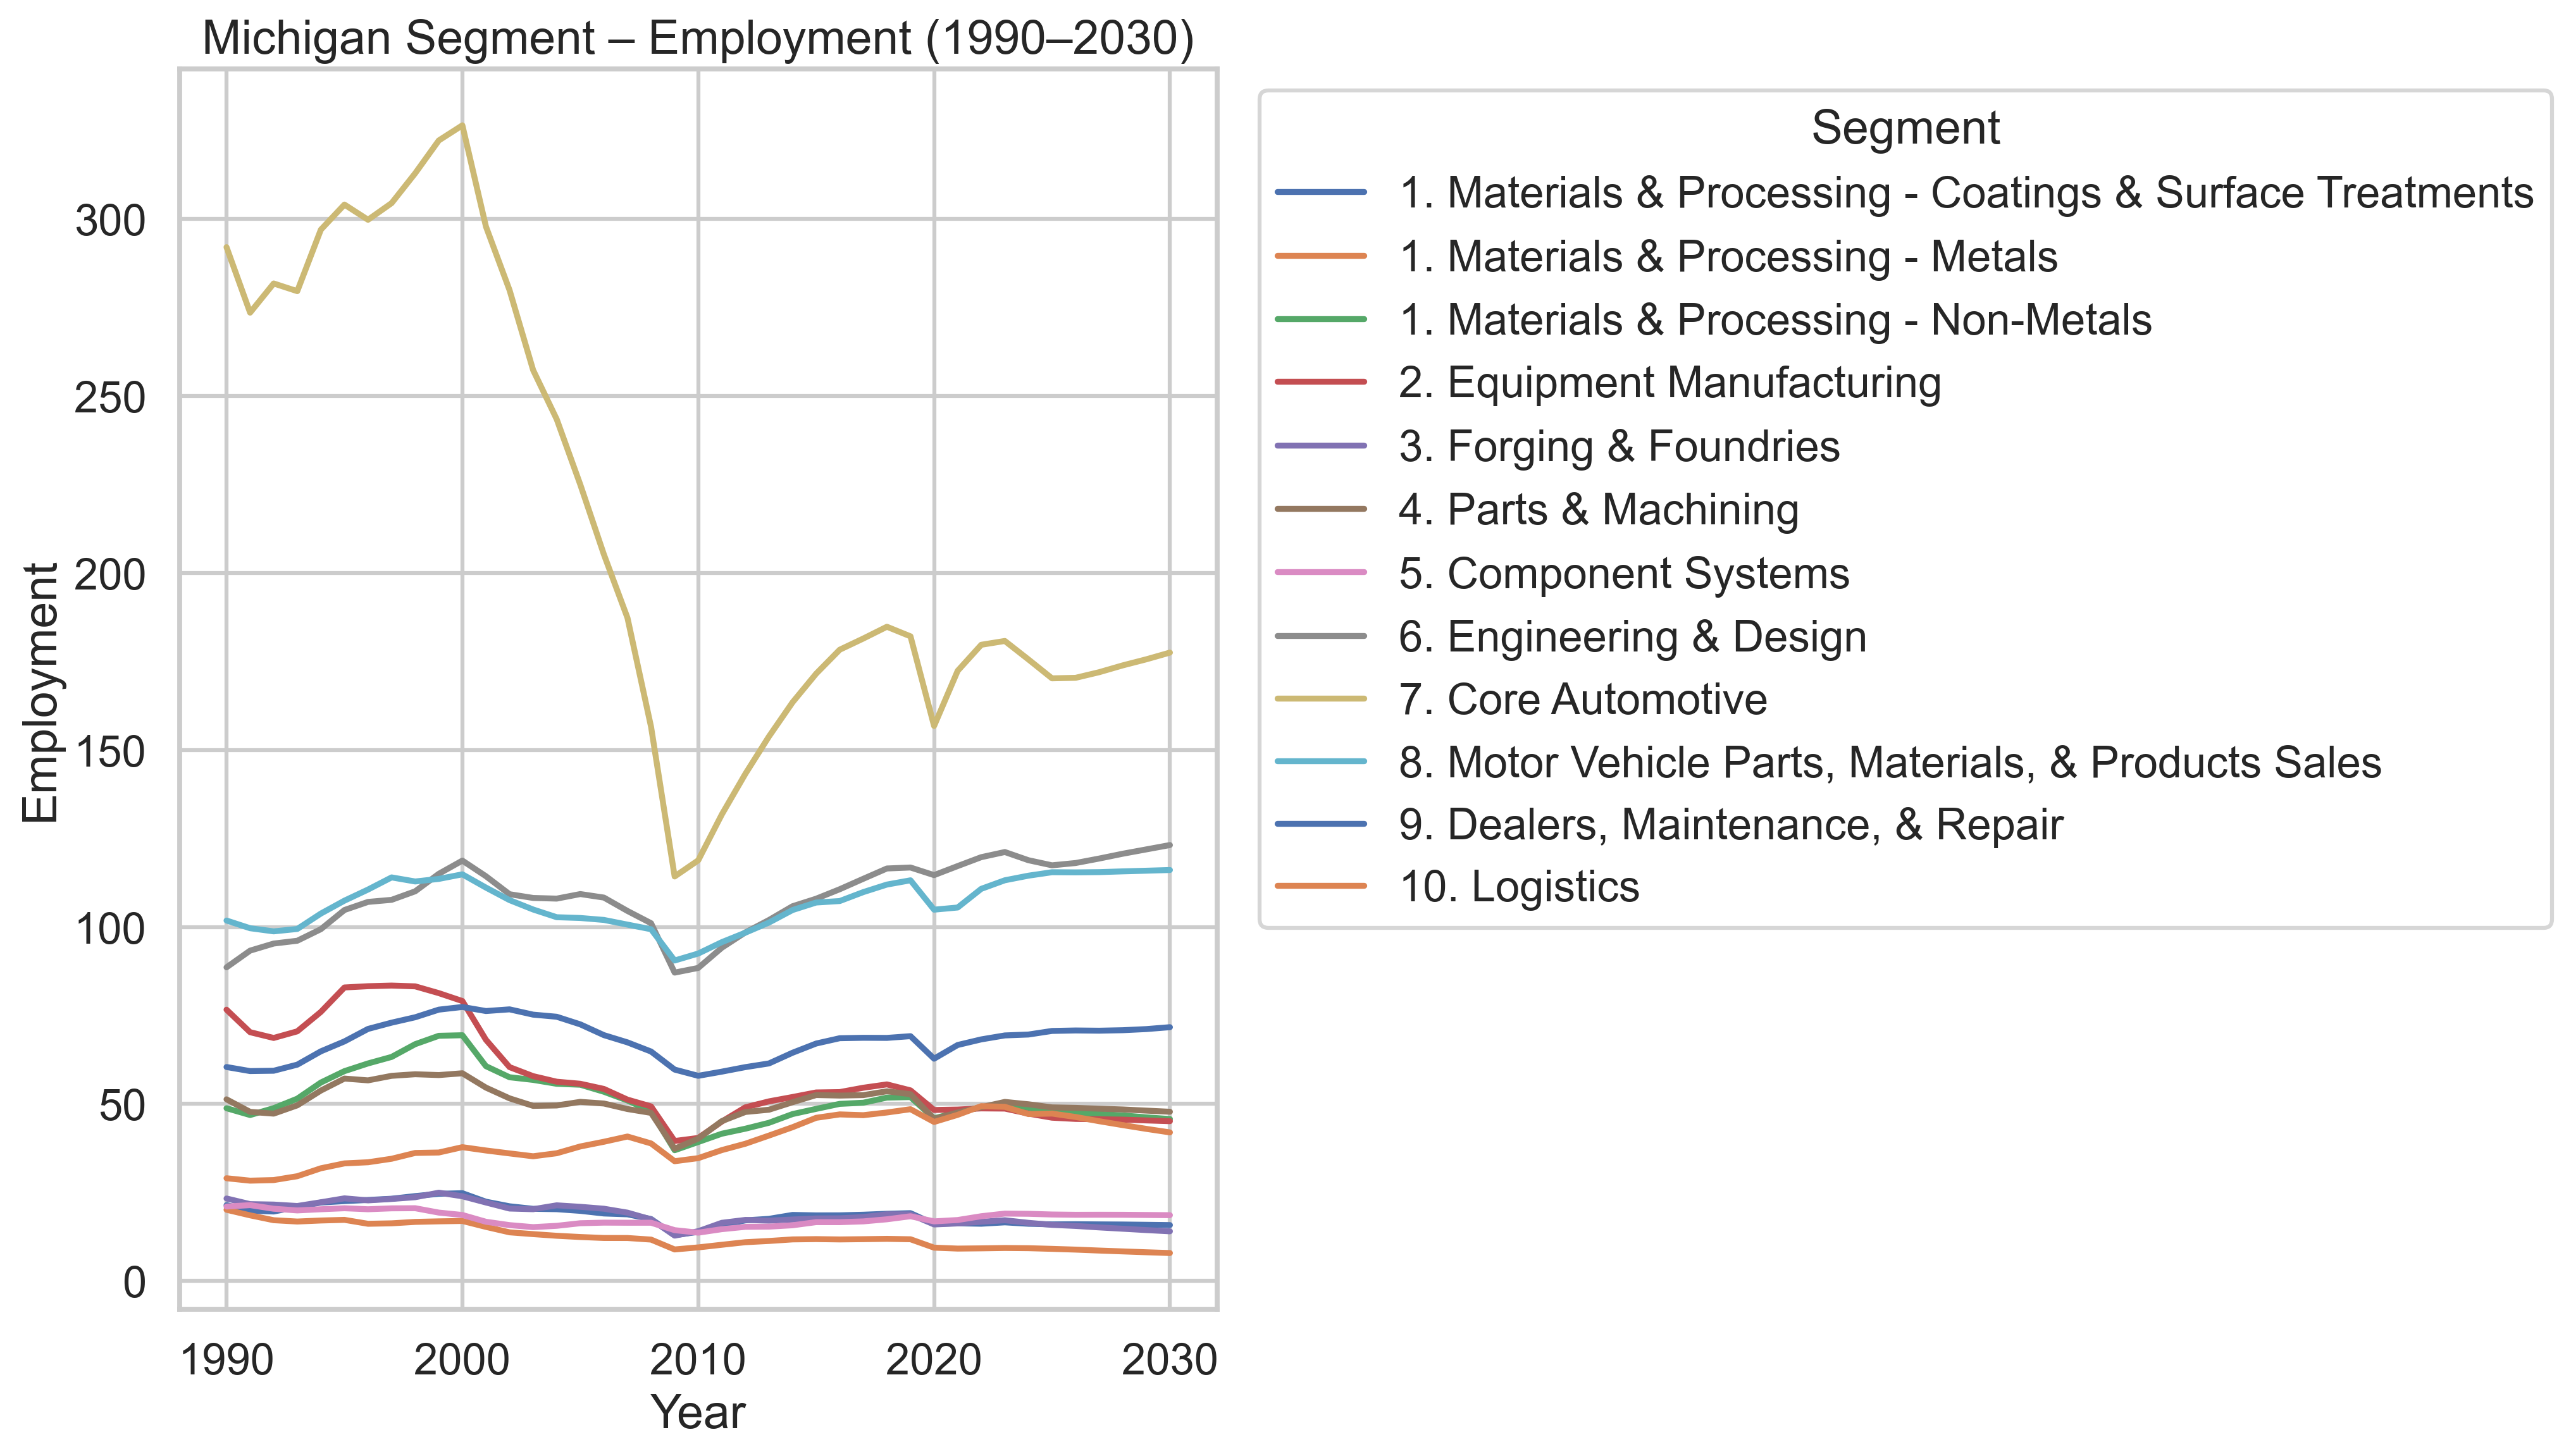 Michigan Segment – Employment (1990–2030)
Employment
300
250
200
150
100
50
0
1990
2000
2010
2020
2030
Year
Segment
1. Materials & Processing - Coatings & Surface Treatments
1. Materials & Processing - Metals
1. Materials & Processing - Non-Metals
2. Equipment Manufacturing
3. Forging & Foundries
4. Parts & Machining
5. Component Systems
6. Engineering & Design
7. Core Automotive
8. Motor Vehicle Parts, Materials, & Products Sales
9. Dealers, Maintenance, & Repair
10. Logistics